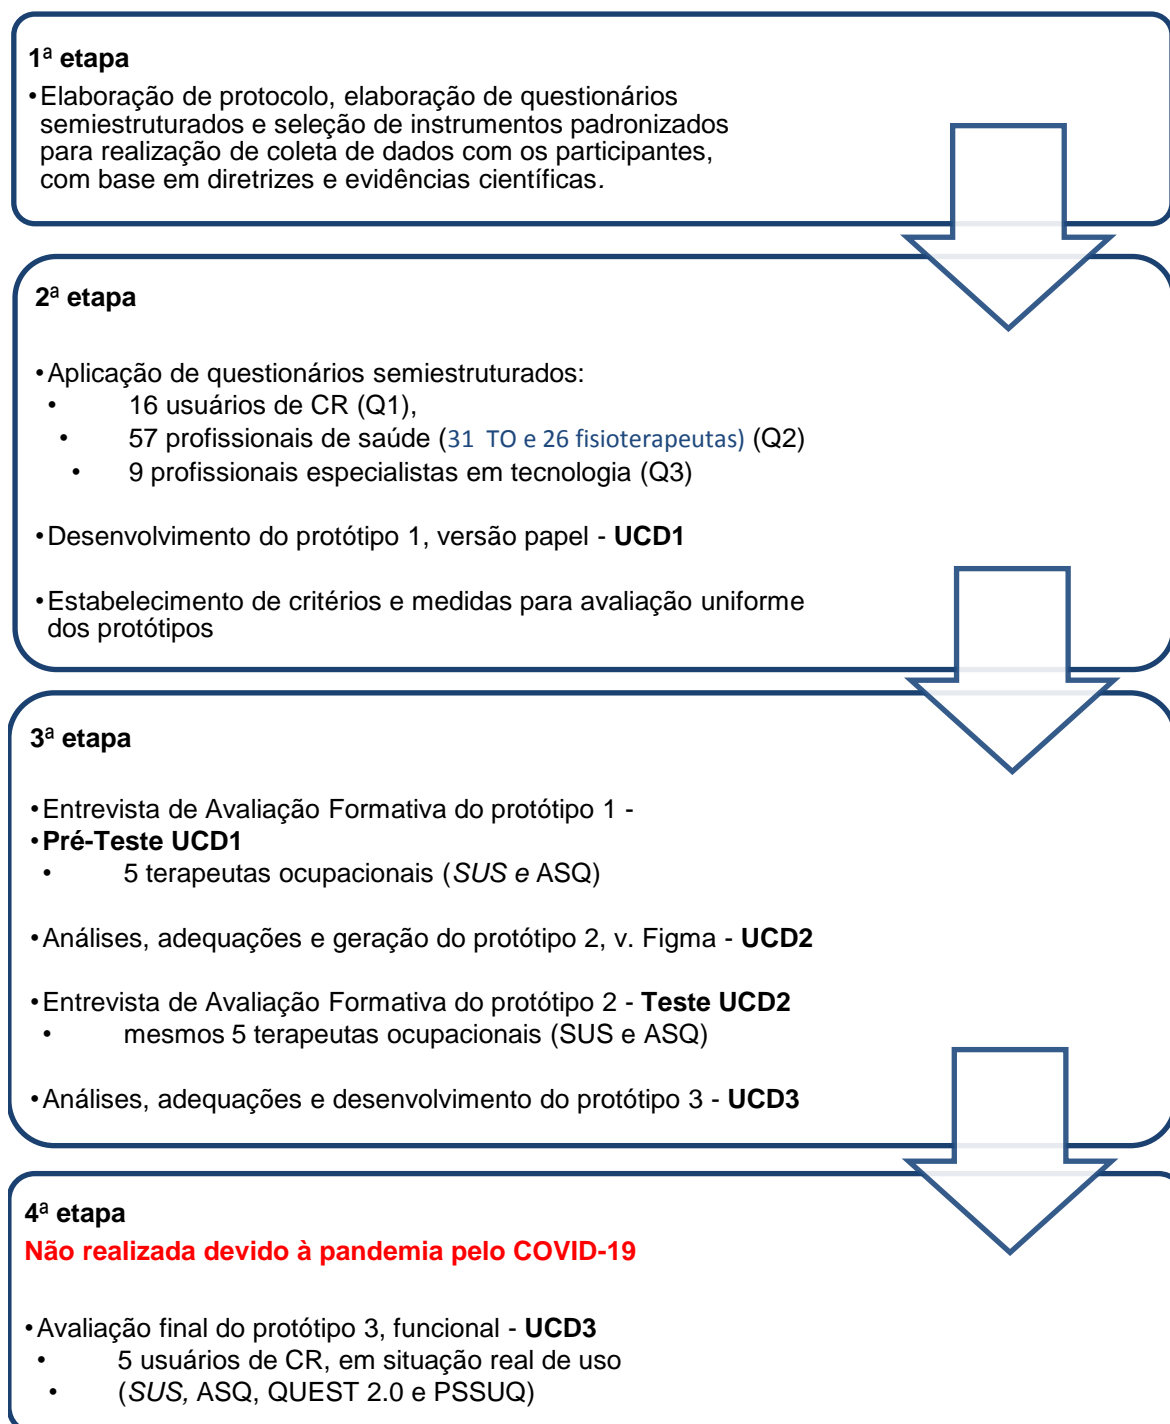 1ª etapa
•Elaboração de protocolo, elaboração de questionários
semiestruturados e seleção de instrumentos padronizados
para realização de coleta de dados com os participantes,
com base em diretrizes e evidências científicas.
2ª etapa
•Aplicação de questionários semiestruturados:
• 16 usuários de CR (Q1),
• 57 profissionais de saúde (31 TO e 26 fisioterapeutas) (Q2)
• 9 profissionais especialistas em tecnologia (Q3)
•Desenvolvimento do protótipo 1, versão papel - UCD1
•Estabelecimento de critérios e medidas para avaliação uniforme
dos protótipos
3ª etapa
•Entrevista de Avaliação Formativa do protótipo 1 -
•Pré-Teste UCD1
• 5 terapeutas ocupacionais (SUS e ASQ)
•Análises, adequações e geração do protótipo 2, v. Figma - UCD2
•Entrevista de Avaliação Formativa do protótipo 2 - Teste UCD2
• mesmos 5 terapeutas ocupacionais (SUS e ASQ)
•Análises, adequações e desenvolvimento do protótipo 3 - UCD3
4ª etapa
Não realizada devido à pandemia pelo COVID-19
•Avaliação final do protótipo 3, funcional - UCD3
• 5 usuários de CR, em situação real de uso
• (SUS, ASQ, QUEST 2.0 e PSSUQ)